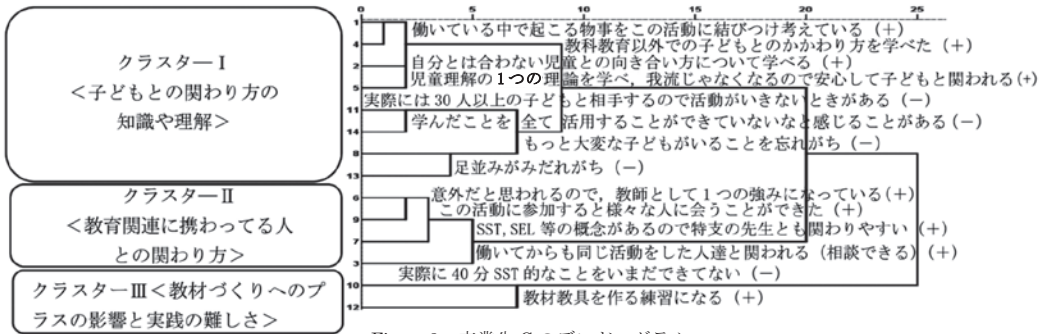 0 5 10 15 20 25
クラスターⅠ
<子どもとの関わり方の
知識や理解>
クラスターⅡ
<教育関連に携わってる人
との関わり方>
クラスターⅢ<教材づくりへのプ
ラスの影響と実践の難しさ>
1 働いている中で起こる物事をこの活動に結びつけ考えている (+)
4 教科教育以外での子どもとのかかわり方を学べた (+)
2 自分とは合わない児童との向き合い方について学べる (+)
5 児童理解の1つの理論を学べ,我流じゃなくなるので安心して子どもと関われる(+)
11 実際には30人以上の子どもと相手するので活動がいきないときがある (−)
14 学んだことを 全て 活用することができていないなと感じることがある(−)
8 もっと大変な子どもがいることを忘れがち (−)
13 足並みがみだれがち (−)
6 意外だと思われるので,教師として1つの強みになっている(+)
9 この活動に参加すると様々な人に会うことができた (+)
7 SST,SEL 等の概念があるので特支の先生とも関わりやすい (+)
3 働いてからも同じ活動をした人達と関われる (相談できる) (+)
10 実際に40分SST的なことをいまだできてない (−)
12 教材教具を作る練習になる (+)